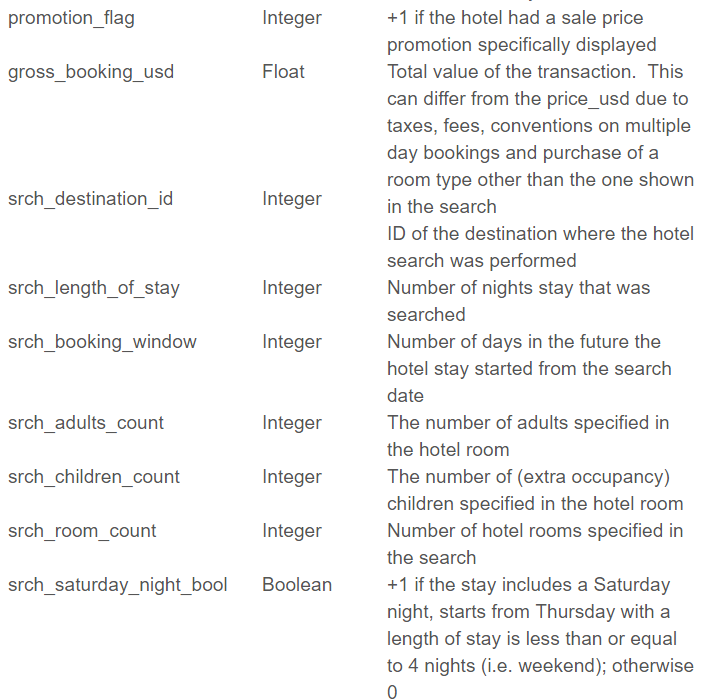 promotion_flag Integer +1 if the hotel had a sale price
promotion specifically displayed
gross_booking_usd Float Total value of the transaction.  This
can differ from the price_usd due to
taxes, fees, conventions on multiple
day bookings and purchase of a
room type other than the one shown
srch_destination_id Integer in the search
ID of the destination where the hotel
search was performed
srch_length_of_stay Integer Number of nights stay that was
searched
srch_booking_window Integer Number of days in the future the
hotel stay started from the search
date
srch_adults_count Integer The number of adults specified in
the hotel room
srch_children_count Integer The number of (extra occupancy)
children specified in the hotel room
srch_room_count Integer Number of hotel rooms specified in
the search
srch_saturday_night_bool Boolean +1 if the stay includes a Saturday
night, starts from Thursday with a
length of stay is less than or equal
to 4 nights (i.e. weekend); otherwise
0